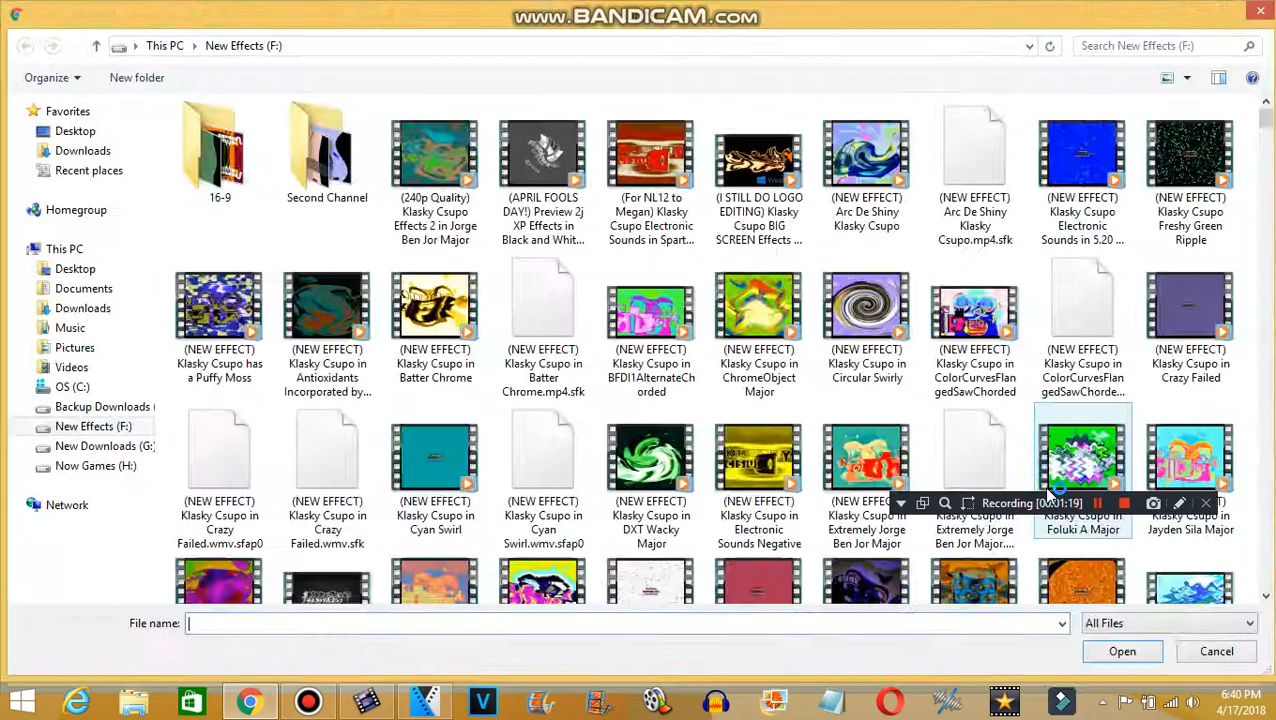 www.BANDICAM.com
This PC
New Effects (F:)
Search New Effects (F:)
Organize
New folder
Favorites
Desktop
Downloads
Recent places
Homegroup
This PC
Desktop
Documents
Downloads
Music
Pictures
Videos
OS (C:)
Backup Downloads (
New Effects (F:)
New Downloads (G:
Now Games (H:)
Network
16-9
Second Channel
(240p Quality)
Klasky Csupo
Effects 2 in Jorge
Ben Jor Major
(APRIL FOOLS
DAY!) Preview 2j
XP Effects in
Black and Whit...
(For NL12 to
Megan) Klasky
Csupo Electronic
Sounds in Spart...
(I STILL DO LOGO
EDITING) Klasky
Csupo BIG
SCREEN Effects ...
(NEW EFFECT)
Arc De Shiny
Klasky Csupo
(NEW EFFECT)
Arc De Shiny
Klasky
Csupo.mp4.sfk
(NEW EFFECT)
Klasky Csupo
Electronic
Sounds in 5.20 ...
(NEW EFFECT)
Klasky Csupo
Freshy Green
Ripple
(NEW EFFECT)
Klasky Csupo has
a Puffy Moss
(NEW EFFECT)
Klasky Csupo in
Antioxidants
Incorporated by...
(NEW EFFECT)
Klasky Csupo in
Batter Chrome
(NEW EFFECT)
Klasky Csupo in
Batter
Chrome.mp4.sfk
(NEW EFFECT)
Klasky Csupo in
BFDI1AlternateCh
orded
(NEW EFFECT)
Klasky Csupo in
ChromeObject
Major
(NEW EFFECT)
Klasky Csupo in
Circular Swirly
(NEW EFFECT)
Klasky Csupo in
ColorCurvesFlan
gedSawChorded
(NEW EFFECT)
Klasky Csupo in
ColorCurvesFlan
gedSawChorde...
(NEW EFFECT)
Klasky Csupo in
Crazy Failed
(NEW EFFECT)
Klasky Csupo in
Crazy
Failed.wmv.sfap0
(NEW EFFECT)
Klasky Csupo in
Crazy
Failed.wmv.sfk
(NEW EFFECT)
Klasky Csupo in
Cyan Swirl
(NEW EFFECT)
Klasky Csupo in
Cyan
Swirl.wmv.sfap0
(NEW EFFECT)
Klasky Csupo in
DXT Wacky
Major
(NEW EFFECT)
Klasky Csupo in
Electronic
Sounds Negative
(NEW EFFECT)
Klasky Csupo in
Extremely Jorge
Ben Jor Major
Klasky Csupo in
Extremely Jorge
Ben Jor Major....
Klasky Csupo in
Foluki A Major
Klasky Csupo in
Jayden Sila Major
Recording [00:01:19]
File name:
All Files
Open
Cancel
6:40 PM
4/17/2018